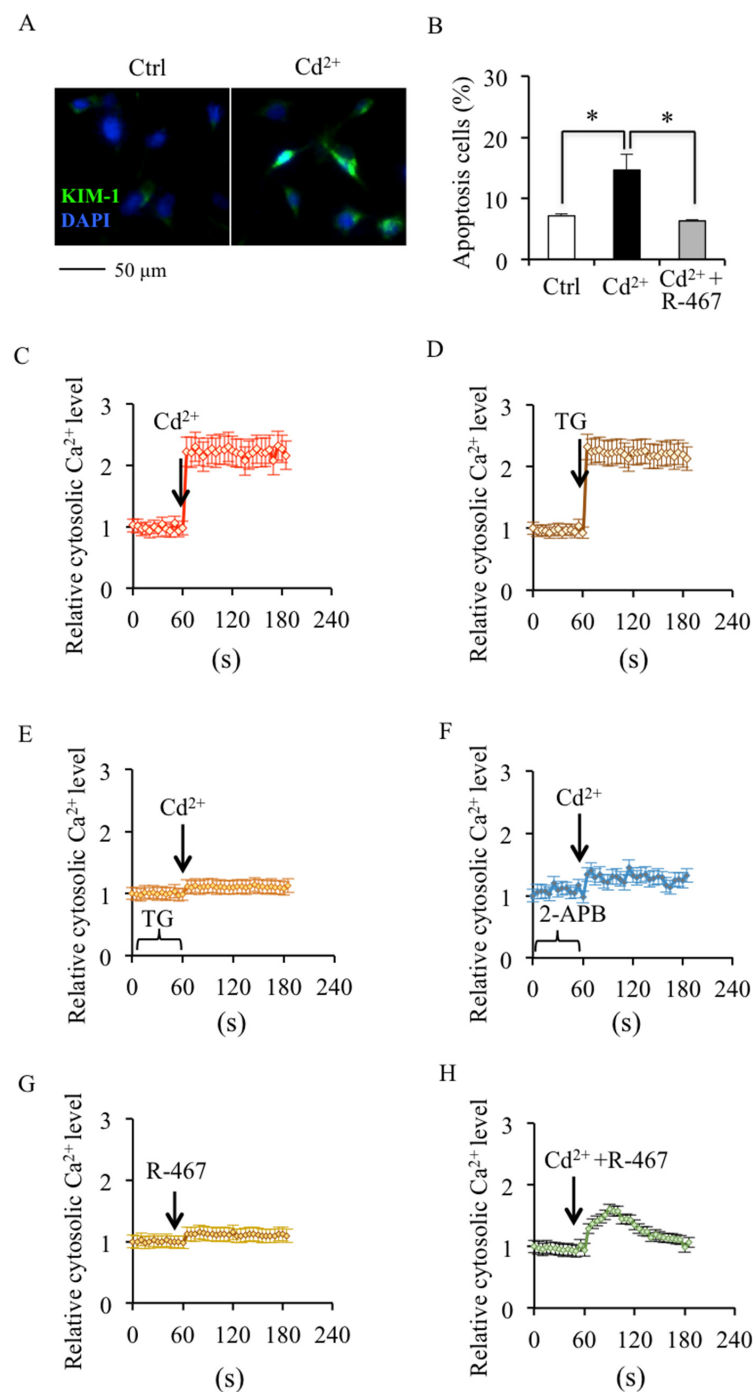 A
Ctrl
Cd²⁺
KIM-1
DAPI
50 μm
B
Apoptosis cells (%)
30
20
10
0
*
*
Ctrl
Cd²⁺
Cd²⁺ +
R-467
C
Relative cytosolic Ca²⁺ level
3
2
1
0
Cd²⁺
0 60 120 180 240
(s)
D
Relative cytosolic Ca²⁺ level
3
2
1
0
TG
0 60 120 180 240
(s)
E
Relative cytosolic Ca²⁺ level
3
2
1
0
Cd²⁺
TG
0 60 120 180 240
(s)
F
Relative cytosolic Ca²⁺ level
3
2
1
0
Cd²⁺
2-APB
0 60 120 180 240
(s)
G
Relative cytosolic Ca²⁺ level
3
2
1
0
R-467
0 60 120 180 240
(s)
H
Relative cytosolic Ca²⁺ level
3
2
1
0
Cd²⁺ +R-467
0 60 120 180 240
(s)